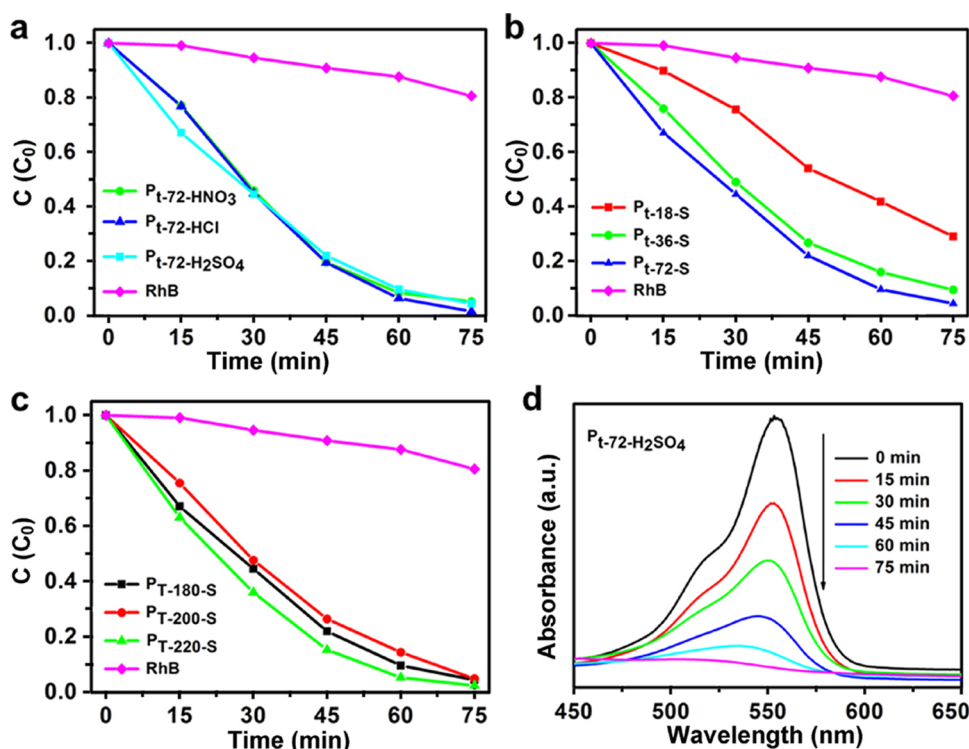 a
1.0
0.8
0.6
0.4
0.2
0.0
C (C₀)
Pt-72-HNO₃
Pt-72-HCl
Pt-72-H₂SO₄
RhB
0 15 30 45 60 75
Time (min)
b
1.0
0.8
0.6
0.4
0.2
0.0
C (C₀)
Pt-18-S
Pt-36-S
Pt-72-S
RhB
0 15 30 45 60 75
Time (min)
c
1.0
0.8
0.6
0.4
0.2
0.0
C (C₀)
PT-180-S
PT-200-S
PT-220-S
RhB
0 15 30 45 60 75
Time (min)
d
Absorbance (a.u.)
Pt-72-H₂SO₄
0 min
15 min
30 min
45 min
60 min
75 min
450 500 550 600 650
Wavelength (nm)